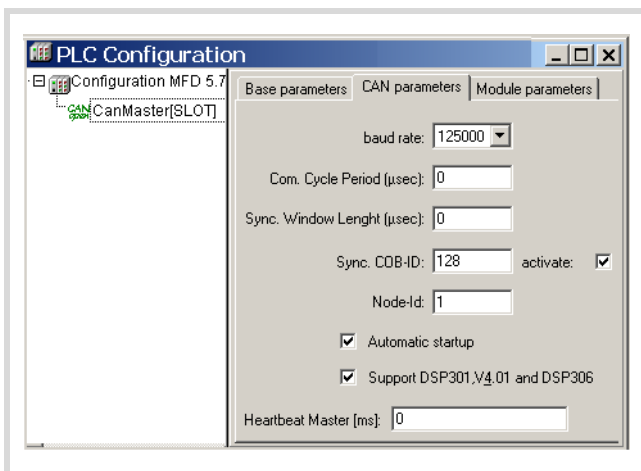 PLC Configuration
Configuration MFD 5.7
CAN open CanMaster[SLOT]
Base parameters CAN parameters Module parameters
baud rate: 125000
Com. Cycle Period (µsec): 0
Sync. Window Lenght (µsec): 0
Sync. COB-ID: 128 activate:
Node-Id: 1
Automatic startup
Support DSP301,V4.01 and DSP306
Heartbeat Master [ms]: 0